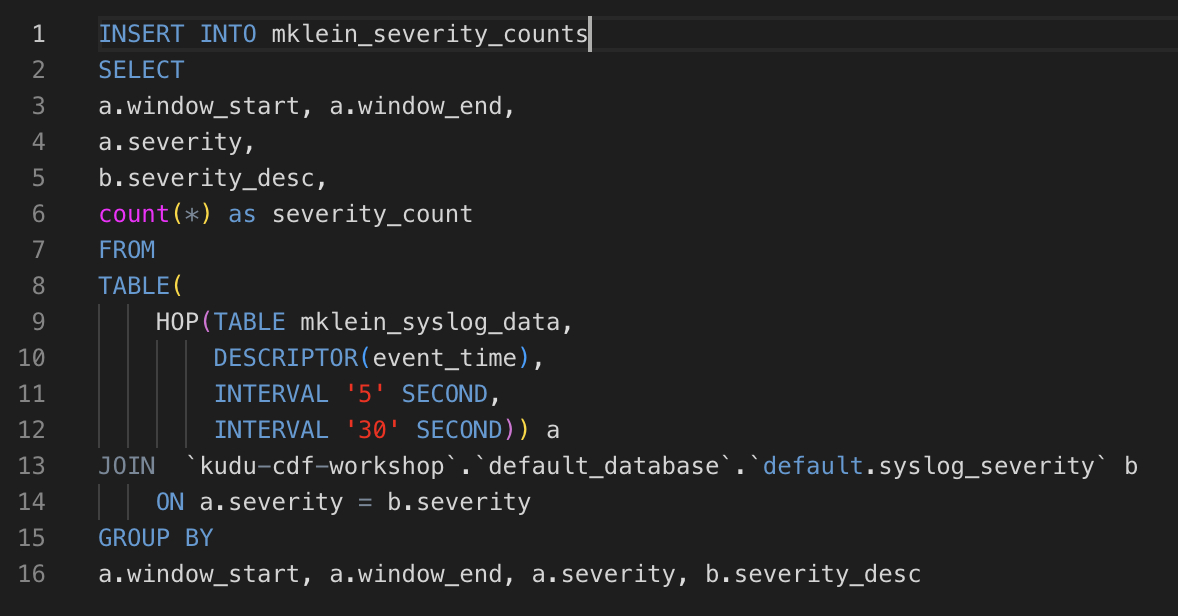 1 INSERT INTO mklein_severity_counts
2 SELECT
3 a.window_start, a.window_end,
4 a.severity,
5 b.severity_desc,
6 count(*) as severity_count
7 FROM
8 TABLE(
9 HOP(TABLE mklein_syslog_data,
10 DESCRIPTOR(event_time),
11 INTERVAL '5' SECOND,
12 INTERVAL '30' SECOND)) a
13 JOIN  `kudu-cdf-workshop`.`default_database`.`default.syslog_severity` b
14 ON a.severity = b.severity
15 GROUP BY
16 a.window_start, a.window_end, a.severity, b.severity_desc